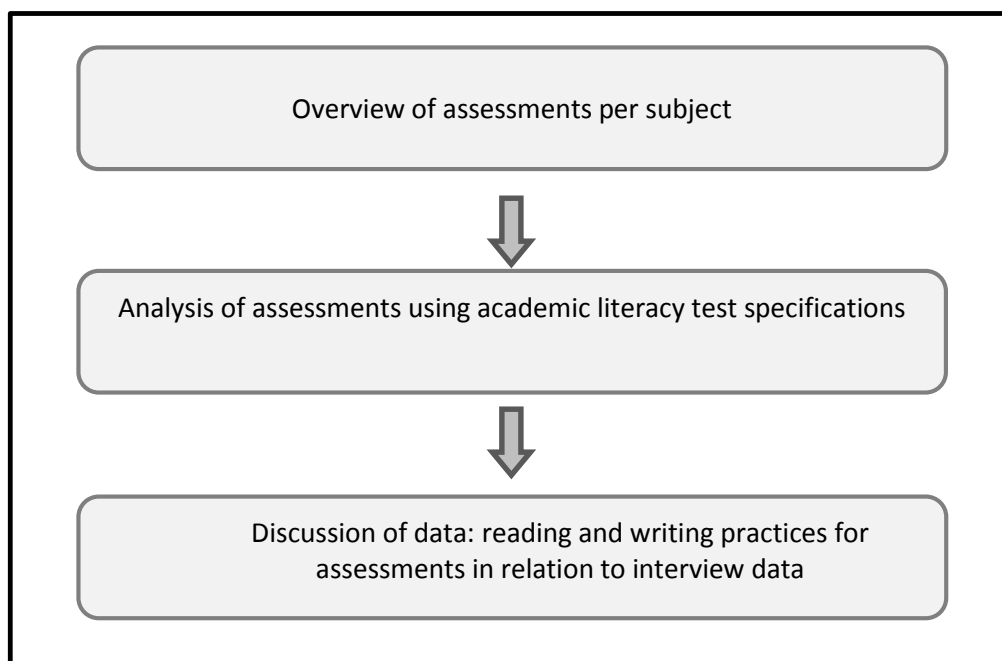 Overview of assessments per subject
Analysis of assessments using academic literacy test specifications
Discussion of data: reading and writing practices for
assessments in relation to interview data